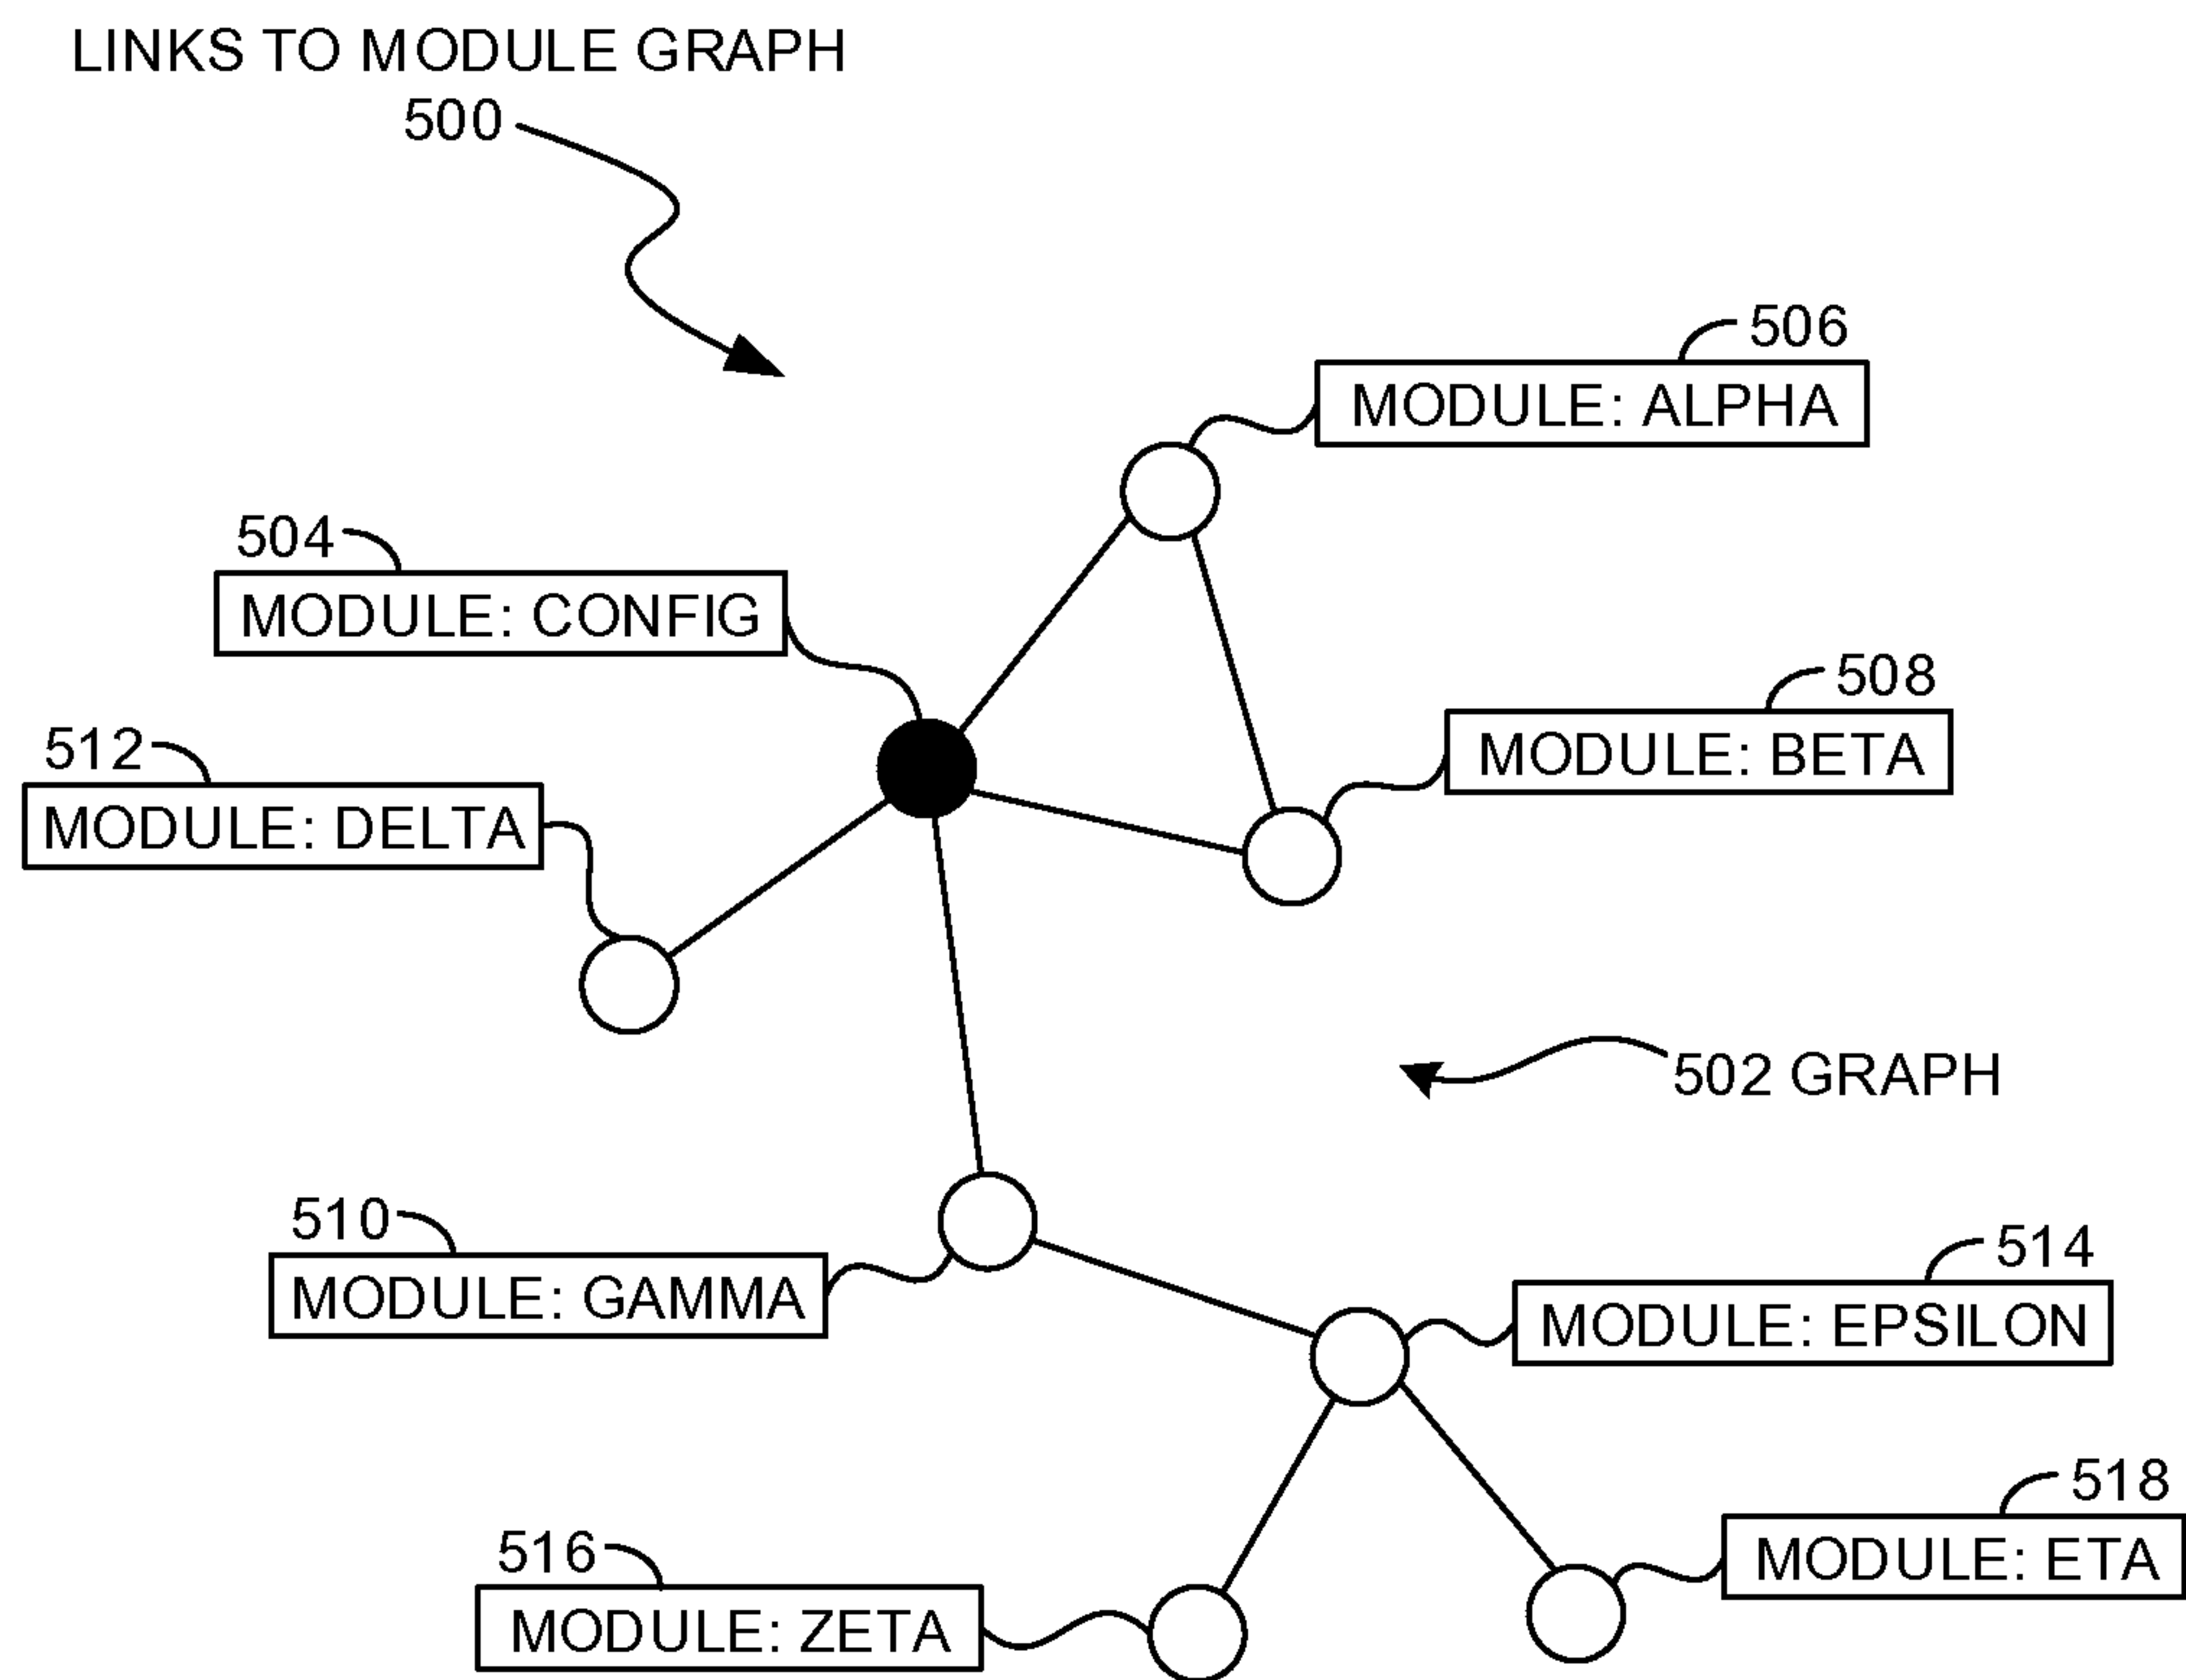 LINKS TO MODULE GRAPH
500
506
MODULE: ALPHA
504
MODULE: CONFIG
508
MODULE: BETA
512
MODULE: DELTA
502 GRAPH
510
MODULE: GAMMA
514
MODULE: EPSILON
518
MODULE: ETA
516
MODULE: ZETA